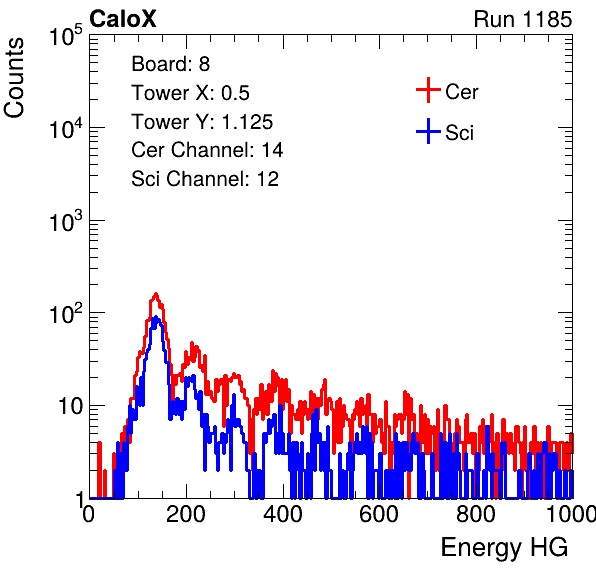 CaloX Run 1185
Counts
10^5
10^4
10^3
10^2
10
1
Board: 8
Tower X: 0.5
Tower Y: 1.125
Cer Channel: 14
Sci Channel: 12
Cer
Sci
0 200 400 600 800 1000
Energy HG